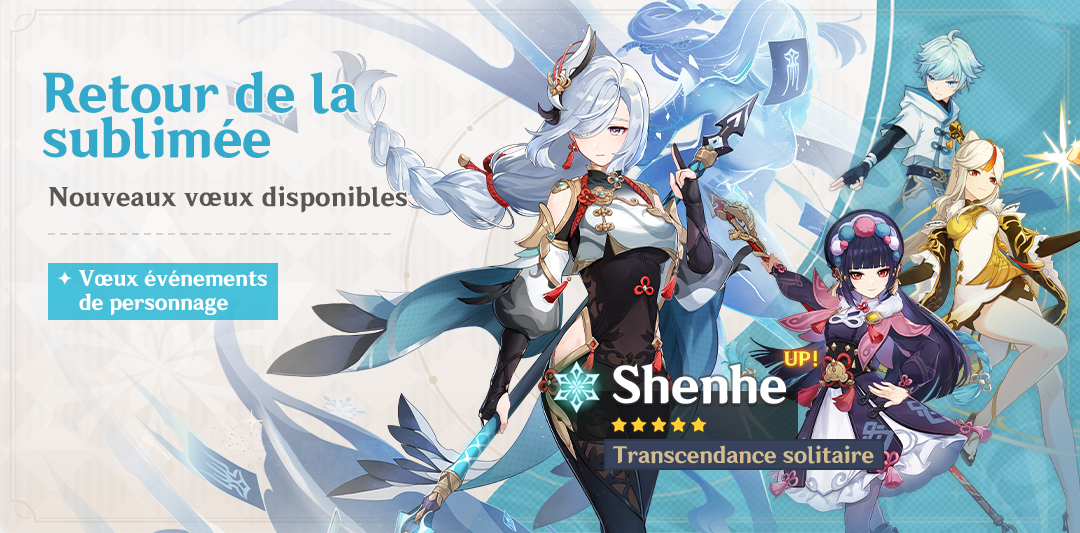 Retour de la
sublimée
Nouveaux vœux disponibles
Vœux événements
de personnage
UP!
Shenhe
Transcendance solitaire